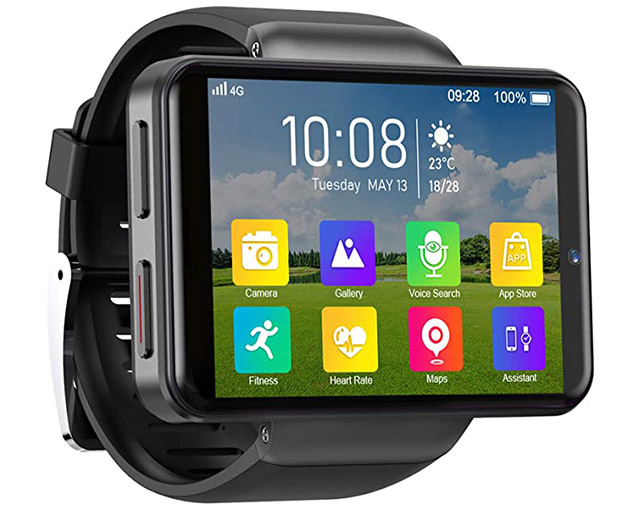 4G 09:28 100%
10:08
23°C
Tuesday MAY 13 18/28
Camera Gallery Voice Search App Store
APP
Fitness Heart Rate Maps Assistant